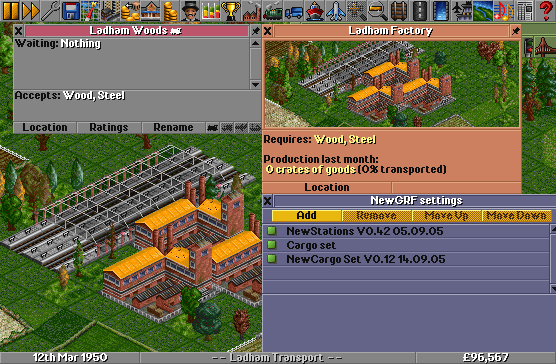 Ladham Woods
Waiting: Nothing
Accepts: Wood, Steel
Location Ratings Rename
Ladham Factory
Requires: Wood, Steel
Production last month:
0 crates of goods (0% transported)
Location
NewGRF settings
Add Remove Move Up Move Down
NewStations V0.42 05.09.05
Cargo set
NewCargo Set V0.12 14.09.05
12th Mar 1950
-- Ladham Transport --
£96,567